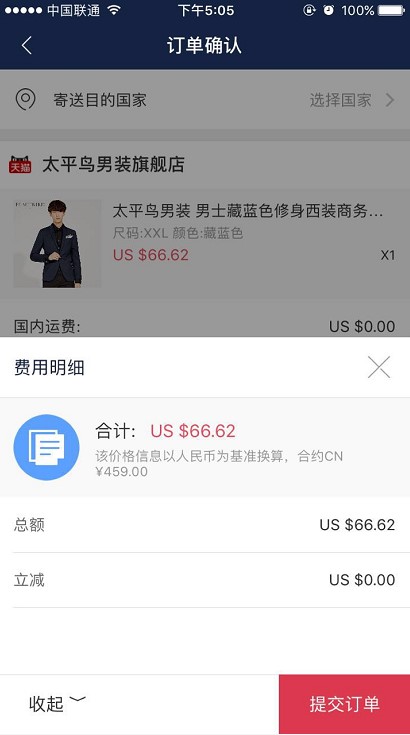 中国联通 下午5:05 100%
订单确认
寄送目的国家 选择国家
天猫 太平鸟男装旗舰店
太平鸟男装 男士藏蓝色修身西装商务...
尺码:XXL 颜色:藏蓝色
US $66.62 X1
国内运费: US $0.00
费用明细
合计: US $66.62
该价格信息以人民币为基准换算，合约CN
¥459.00
总额 US $66.62
立减 US $0.00
收起 提交订单